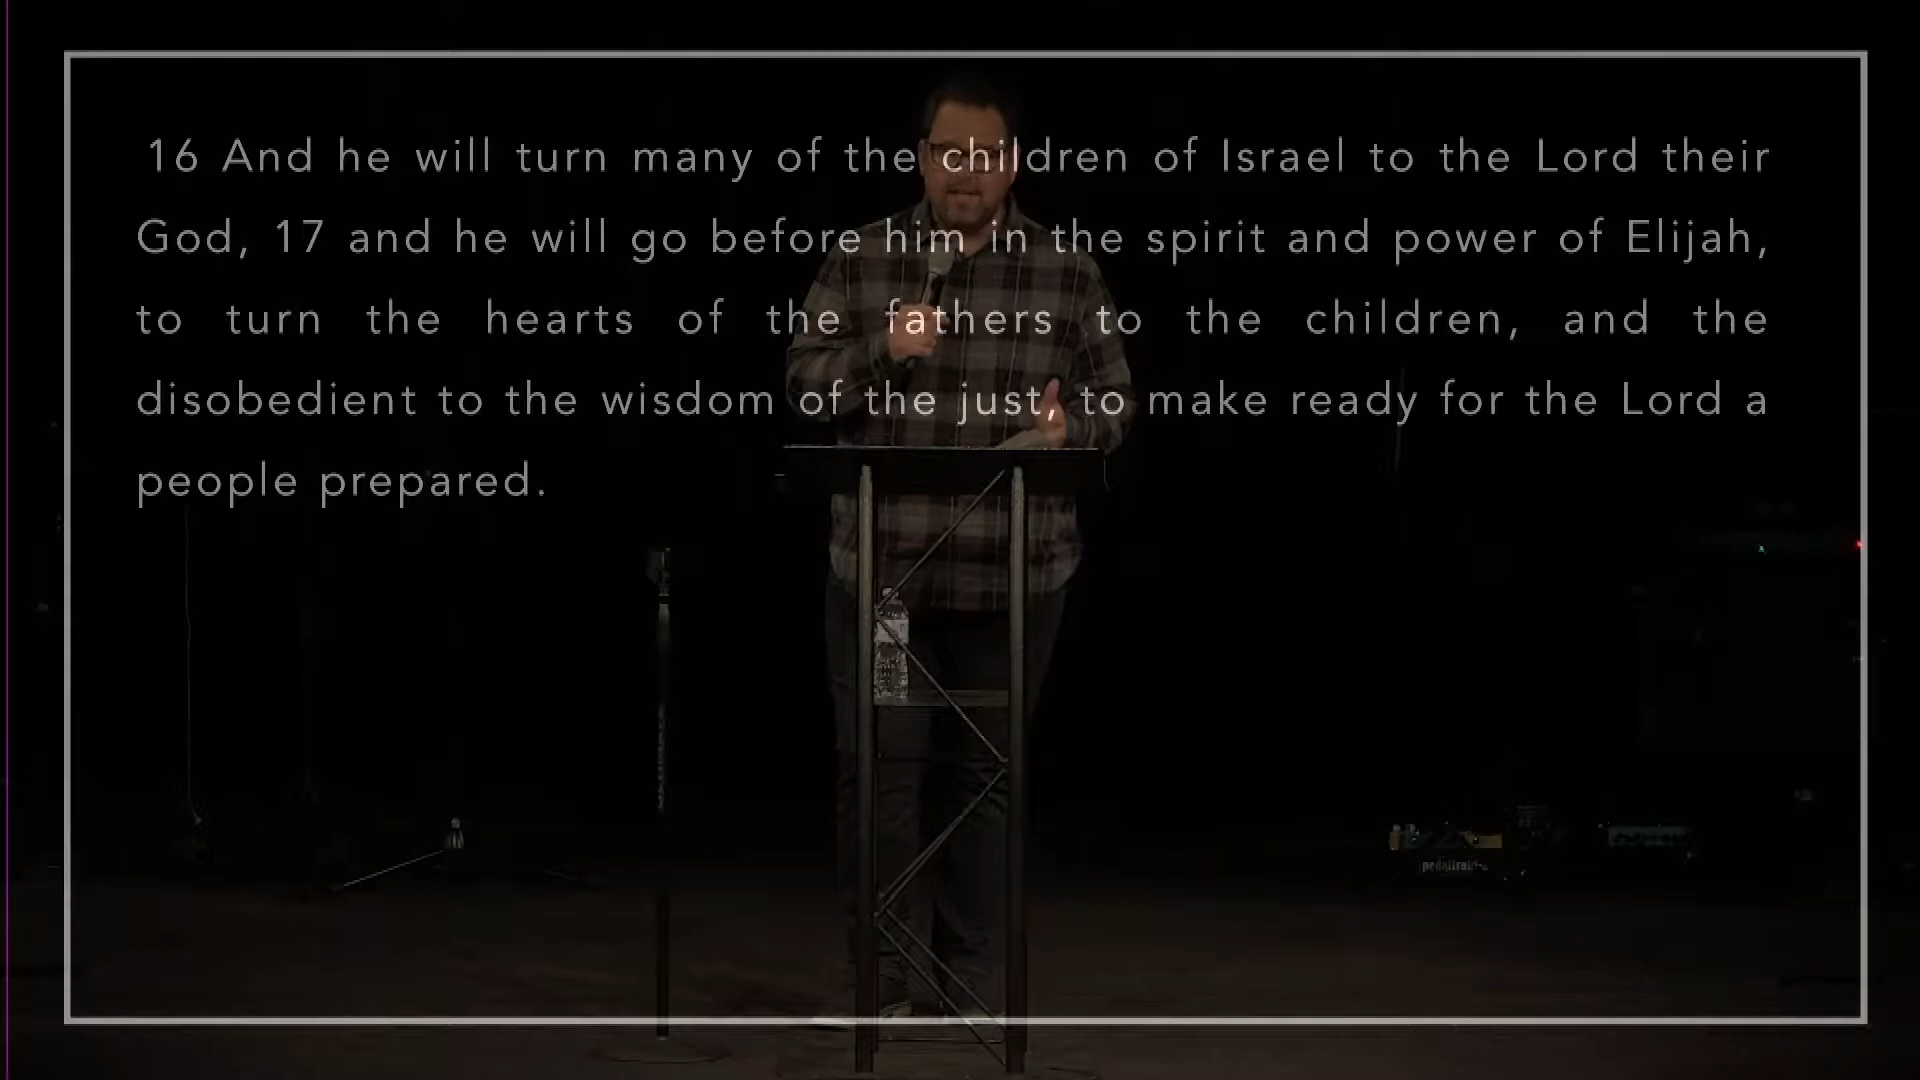 16 And he will turn many of the children of Israel to the Lord their
God, 17 and he will go before him in the spirit and power of Elijah,
to turn the hearts of the fathers to the children, and the
disobedient to the wisdom of the just, to make ready for the Lord a
people prepared.